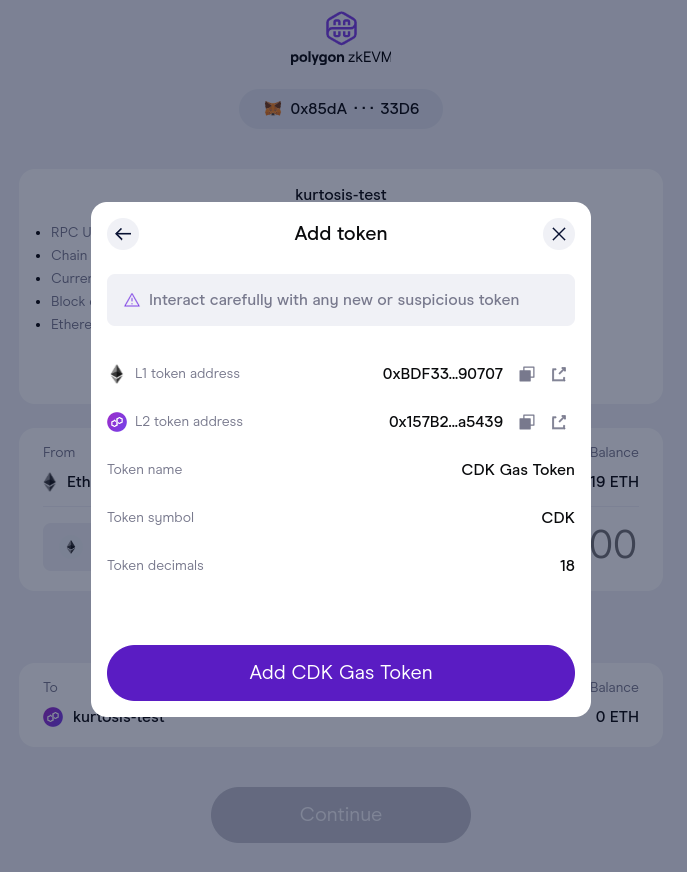 polygon zkEVM
0x85dA ··· 33D6
kurtosis-test
RPC U
Chain
Curren
Block
Ethere
Add token
Interact carefully with any new or suspicious token
L1 token address 0xBDF33...90707
L2 token address 0x157B2...a5439
Token name CDK Gas Token
Token symbol CDK
Token decimals 18
Add CDK Gas Token
From Balance
Eth 19 ETH
00
To Balance
kurtosis-test 0 ETH
Continue